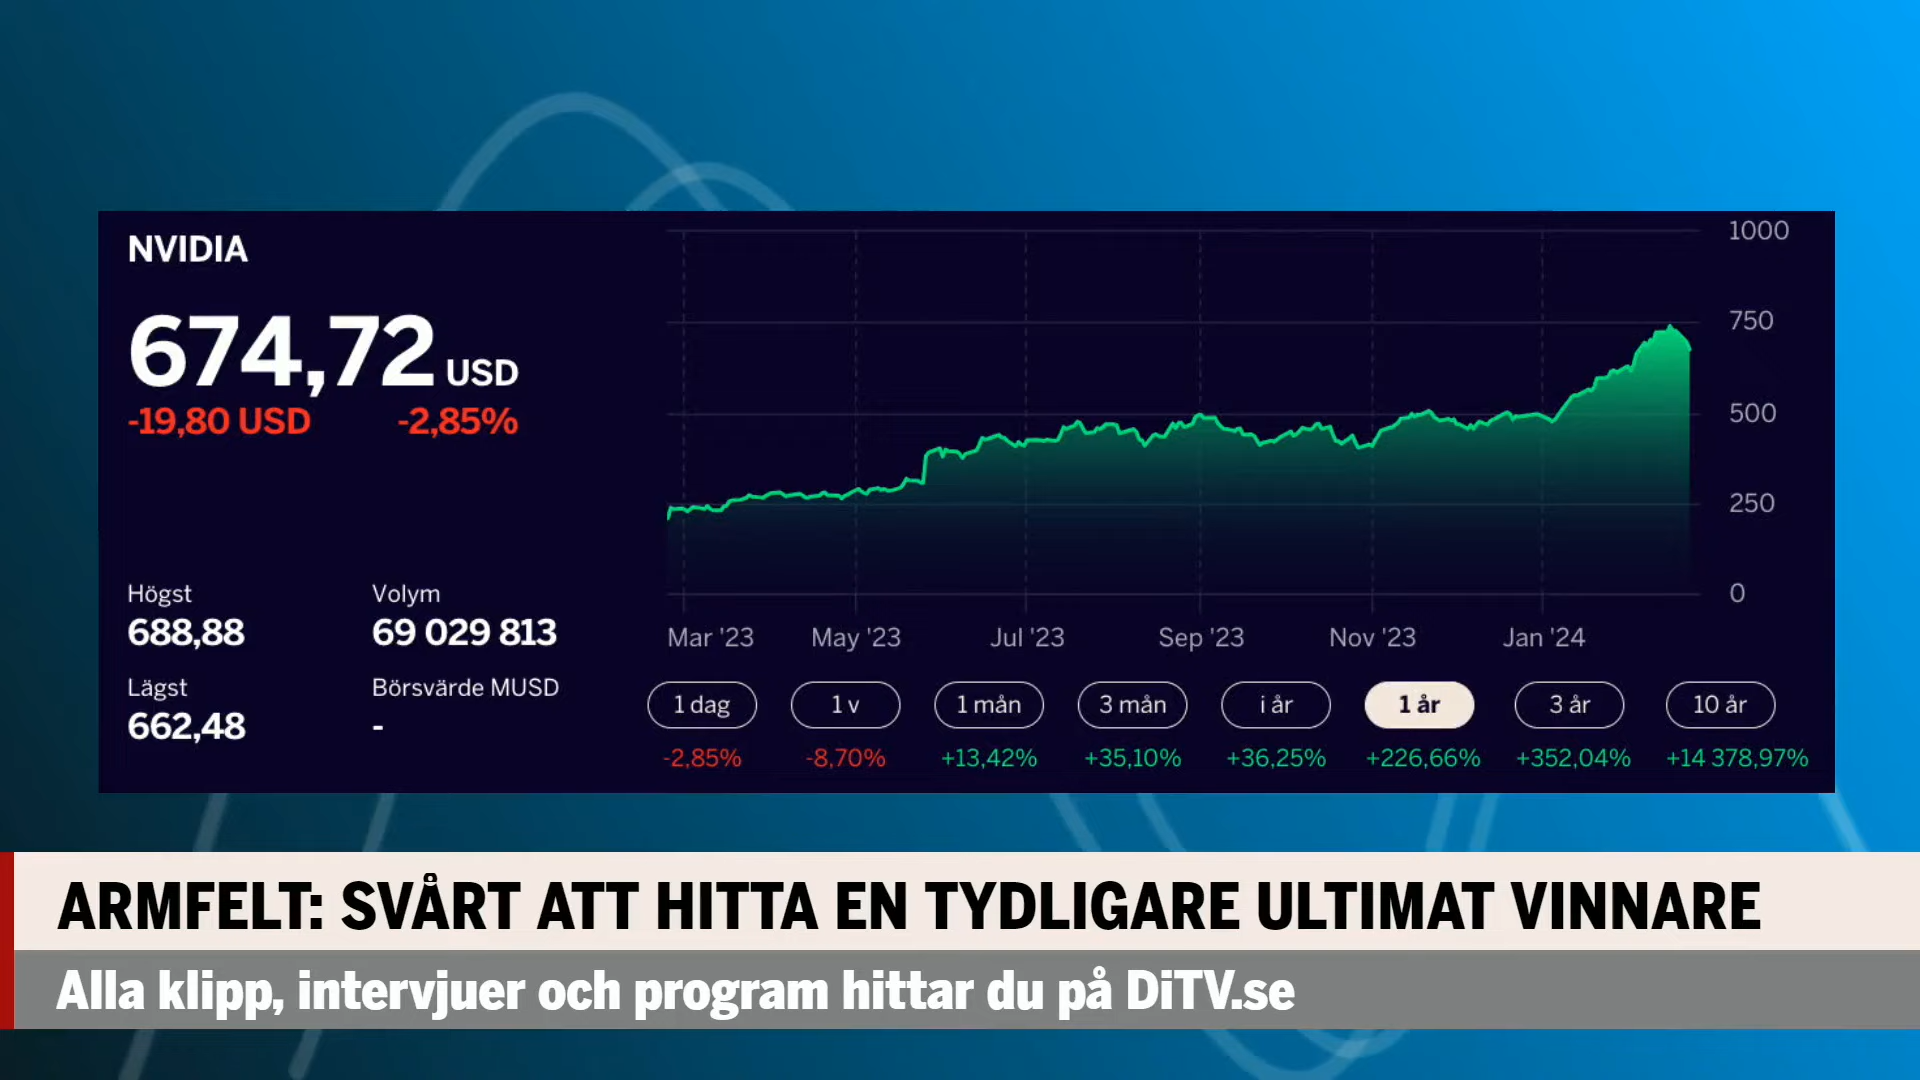 NVIDIA
674,72 USD
-19,80 USD -2,85%
Högst Volym
688,88 69 029 813
Lägst Börsvärde MUSD
662,48 -
1000
750
500
250
0
Mar '23 May '23 Jul '23 Sep '23 Nov '23 Jan '24
1 dag 1 v 1 mån 3 mån i år 1 år 3 år 10 år
-2,85% -8,70% +13,42% +35,10% +36,25% +226,66% +352,04% +14 378,97%
ARMFELT: SVÅRT ATT HITTA EN TYDLIGARE ULTIMAT VINNARE
Alla klipp, intervjuer och program hittar du på DiTV.se